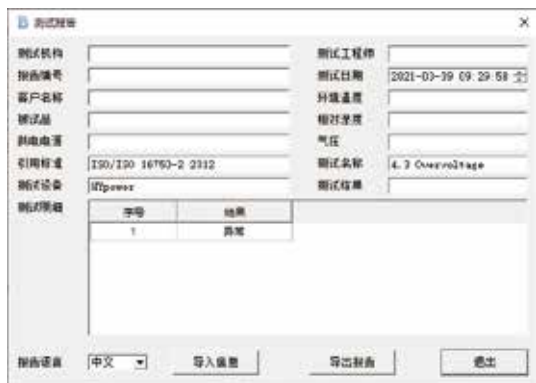 测试报告
测试机构
测试工程师
报告编号
测试日期 2021-03-39 09:29:58
客户名称
环境温度
被试品
相对湿度
供电电源
气压
引用标准 ISO/ISO 16750-2 2312
测试名称 4.3 Overvoltage
测试设备
测试结果
测试明细
序号 结果
1 异常
报告语言 中文 导入信息 导出报告 退出